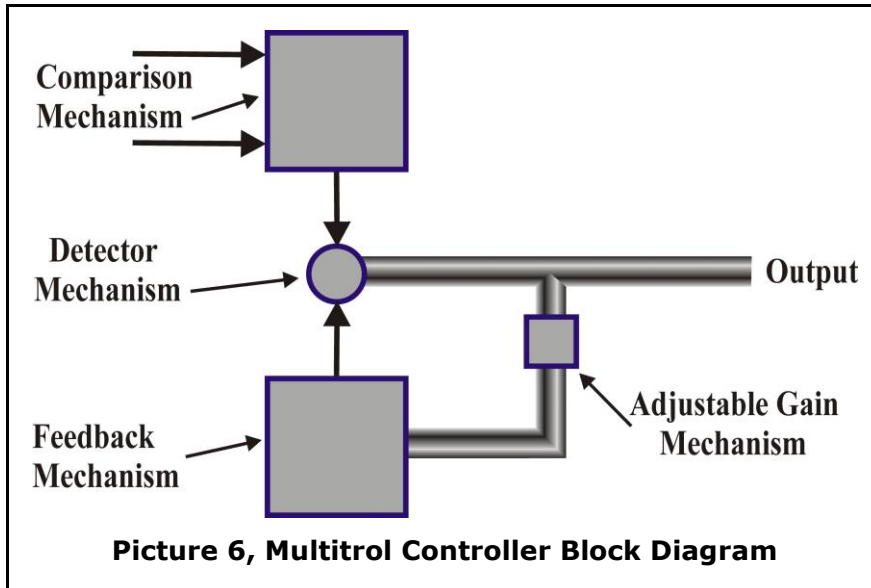 Comparison
Mechanism
Detector
Mechanism
Output
Adjustable Gain
Mechanism
Feedback
Mechanism
Picture 6, Multitrol Controller Block Diagram